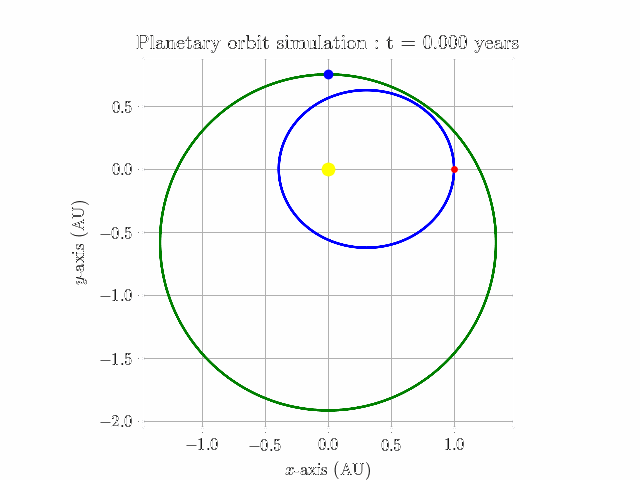 Planetary orbit simulation : t = 0.000 years
0.5
0.0
−0.5
−1.0
−1.5
−2.0
y-axis (AU)
−1.0 −0.5 0.0 0.5 1.0
x-axis (AU)